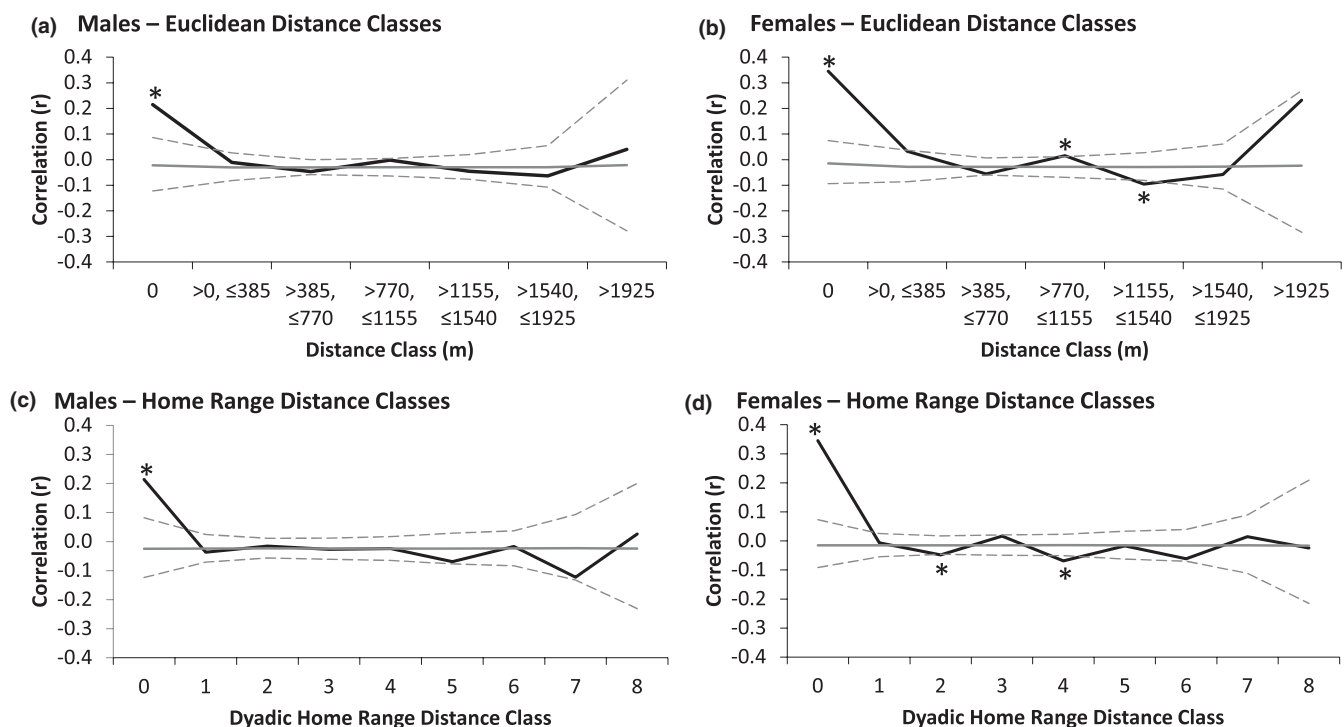 (a) Males – Euclidean Distance Classes
0.4
0.3
0.2
0.1
0.0
-0.1
-0.2
-0.3
-0.4
Correlation (r)
*
0 >0, ≤385 >385, >770, >1155, >1540, >1925
≤770 ≤1155 ≤1540 ≤1925
Distance Class (m)
(b) Females – Euclidean Distance Classes
0.4
0.3
0.2
0.1
0.0
-0.1
-0.2
-0.3
-0.4
Correlation (r)
* * *
0 >0, ≤385 >385, >770, >1155, >1540, >1925
≤770 ≤1155 ≤1540 ≤1925
Distance Class (m)
(c) Males – Home Range Distance Classes
0.4
0.3
0.2
0.1
-0.0
-0.1
-0.2
-0.3
-0.4
Correlation (r)
*
0 1 2 3 4 5 6 7 8
Dyadic Home Range Distance Class
(d) Females – Home Range Distance Classes
0.4
0.3
0.2
0.1
-0.0
-0.1
-0.2
-0.3
-0.4
Correlation (r)
* * *
0 1 2 3 4 5 6 7 8
Dyadic Home Range Distance Class